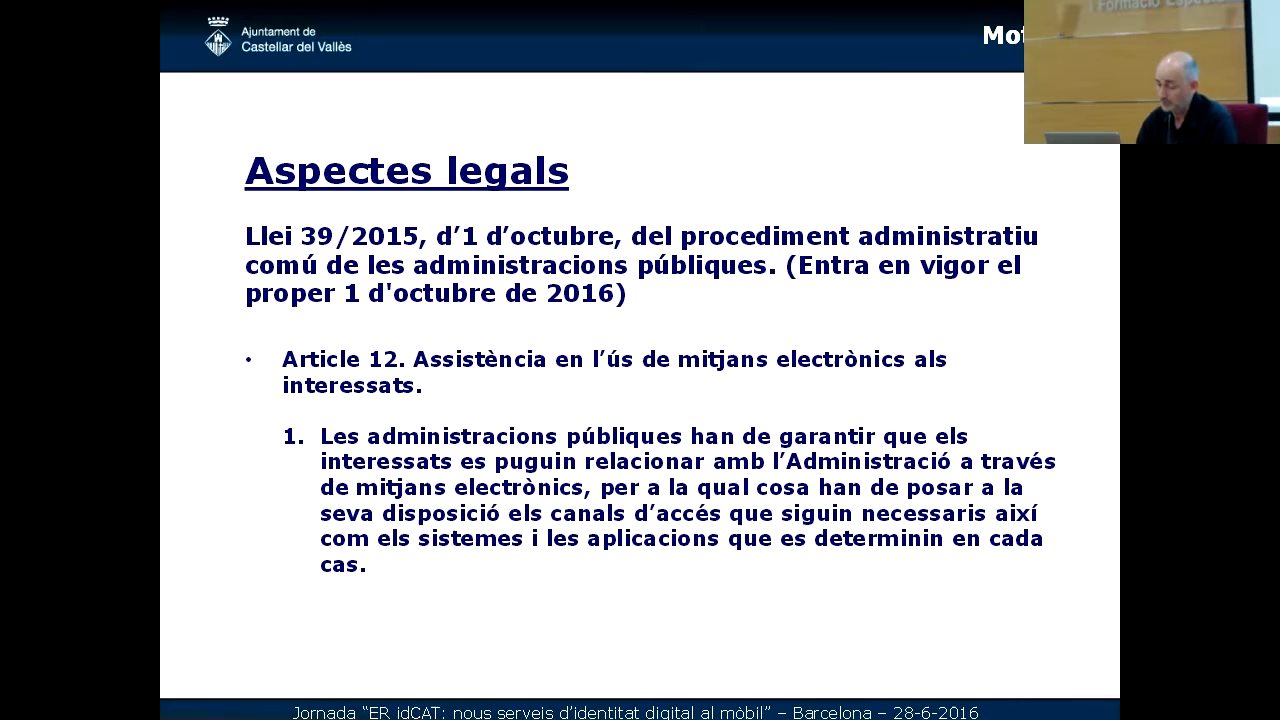 Ajuntament de
Castellar del Vallès
Formació
Aspectes legals
Llei 39/2015, d’1 d’octubre, del procediment administratiu
comú de les administracions públiques. (Entra en vigor el
proper 1 d'octubre de 2016)
• Article 12. Assistència en l’ús de mitjans electrònics als
interessats.
1. Les administracions públiques han de garantir que els
interessats es puguin relacionar amb l’Administració a través
de mitjans electrònics, per a la qual cosa han de posar a la
seva disposició els canals d’accés que siguin necessaris així
com els sistemes i les aplicacions que es determinin en cada
cas.
Jornada “ER idCAT: nous serveis d’identitat digital al mòbil” – Barcelona – 28-6-2016